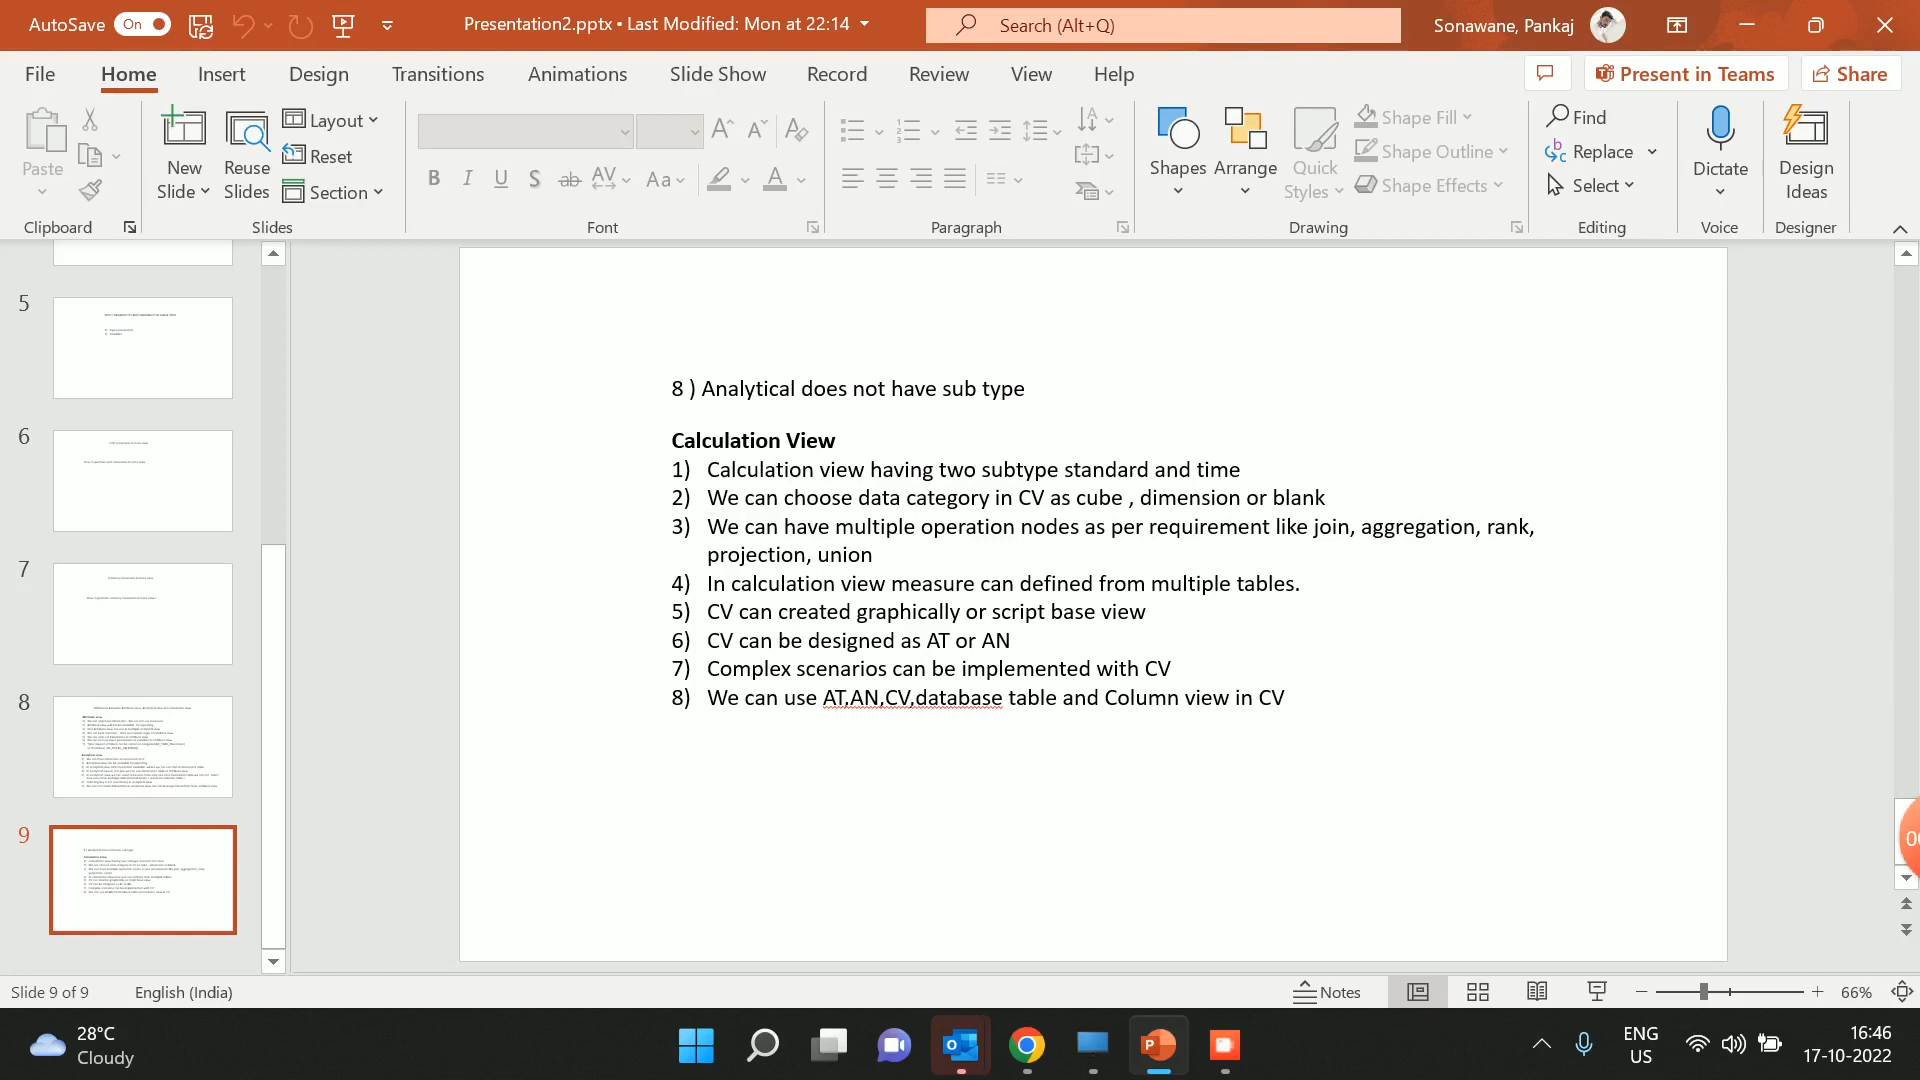 AutoSave On Presentation2.pptx • Last Modified: Mon at 22:14 Search (Alt+Q) Sonawane, Pankaj
File Home Insert Design Transitions Animations Slide Show Record Review View Help Present in Teams Share
Paste
New Slide
Reuse Slides
Layout
Reset
Section
B I U S ab AV Aa A
Shapes
Arrange
Quick Styles
Shape Fill
Shape Outline
Shape Effects
Find
Replace
Select
Dictate
Design Ideas
Clipboard Slides Font Paragraph Drawing Editing Voice Designer
5
6
7
8
9
8 ) Analytical does not have sub type
Calculation View
1) Calculation view having two subtype standard and time
2) We can choose data category in CV as cube , dimension or blank
3) We can have multiple operation nodes as per requirement like join, aggregation, rank,
projection, union
4) In calculation view measure can defined from multiple tables.
5) CV can created graphically or script base view
6) CV can be designed as AT or AN
7) Complex scenarios can be implemented with CV
8) We can use AT,AN,CV,database table and Column view in CV
Slide 9 of 9 English (India) Notes 66%
28°C
Cloudy
ENG
US
16:46
17-10-2022